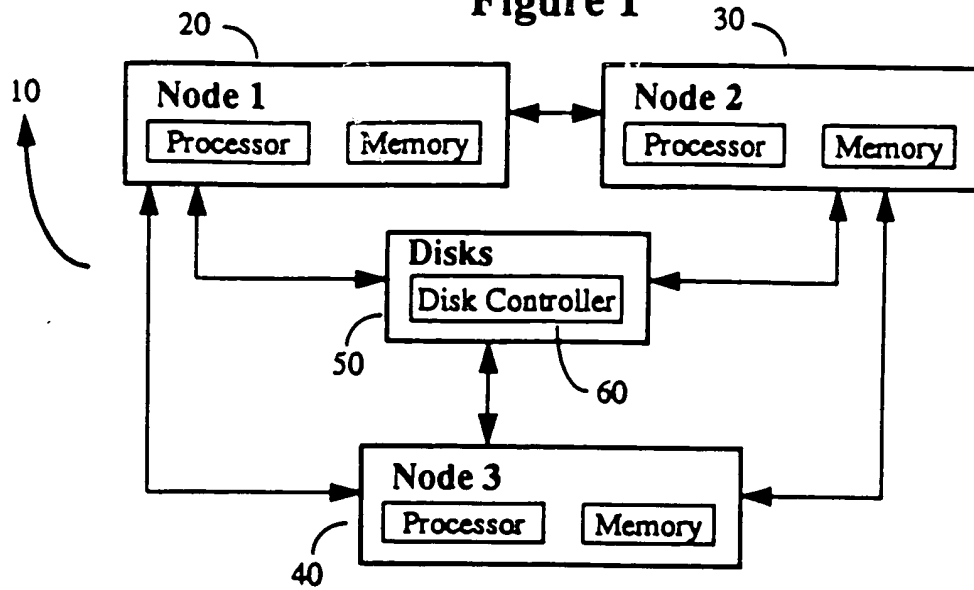 Figure 1
20
30
10
Node 1
Processor
Memory
Node 2
Processor
Memory
Disks
Disk Controller
50
60
Node 3
Processor
Memory
40